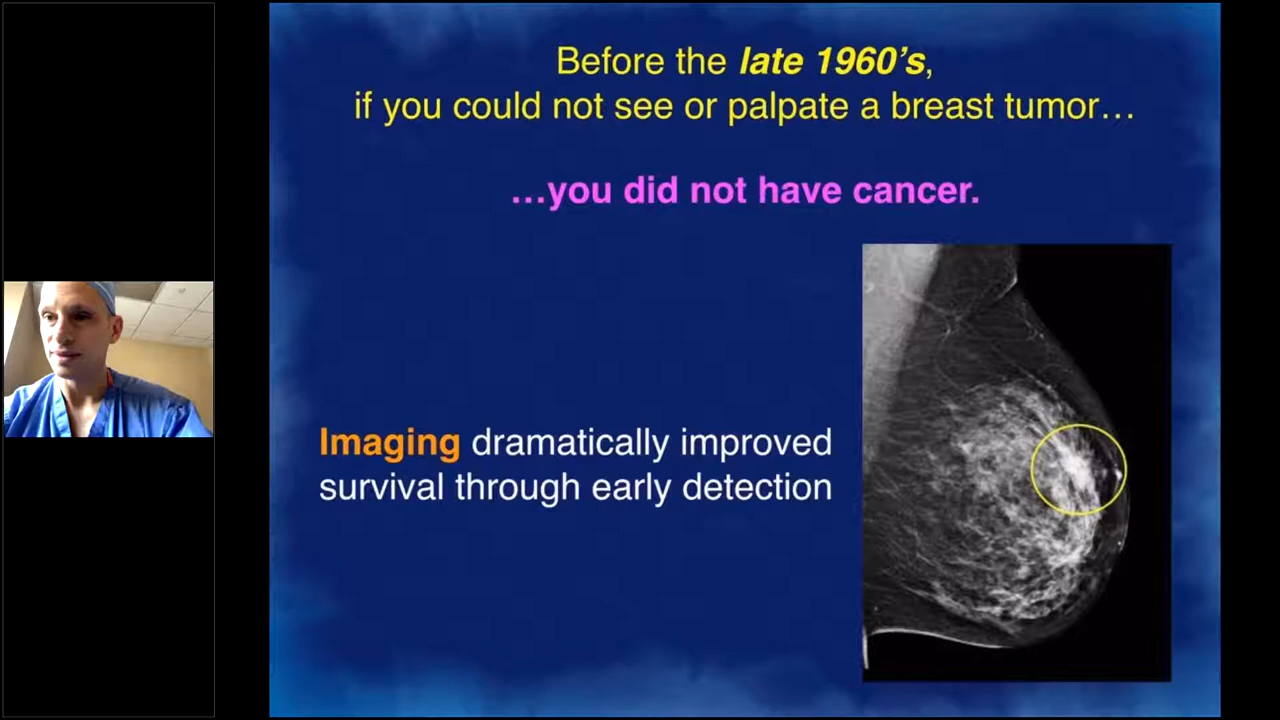 Before the late 1960's,
if you could not see or palpate a breast tumor…
…you did not have cancer.
Imaging dramatically improved
survival through early detection